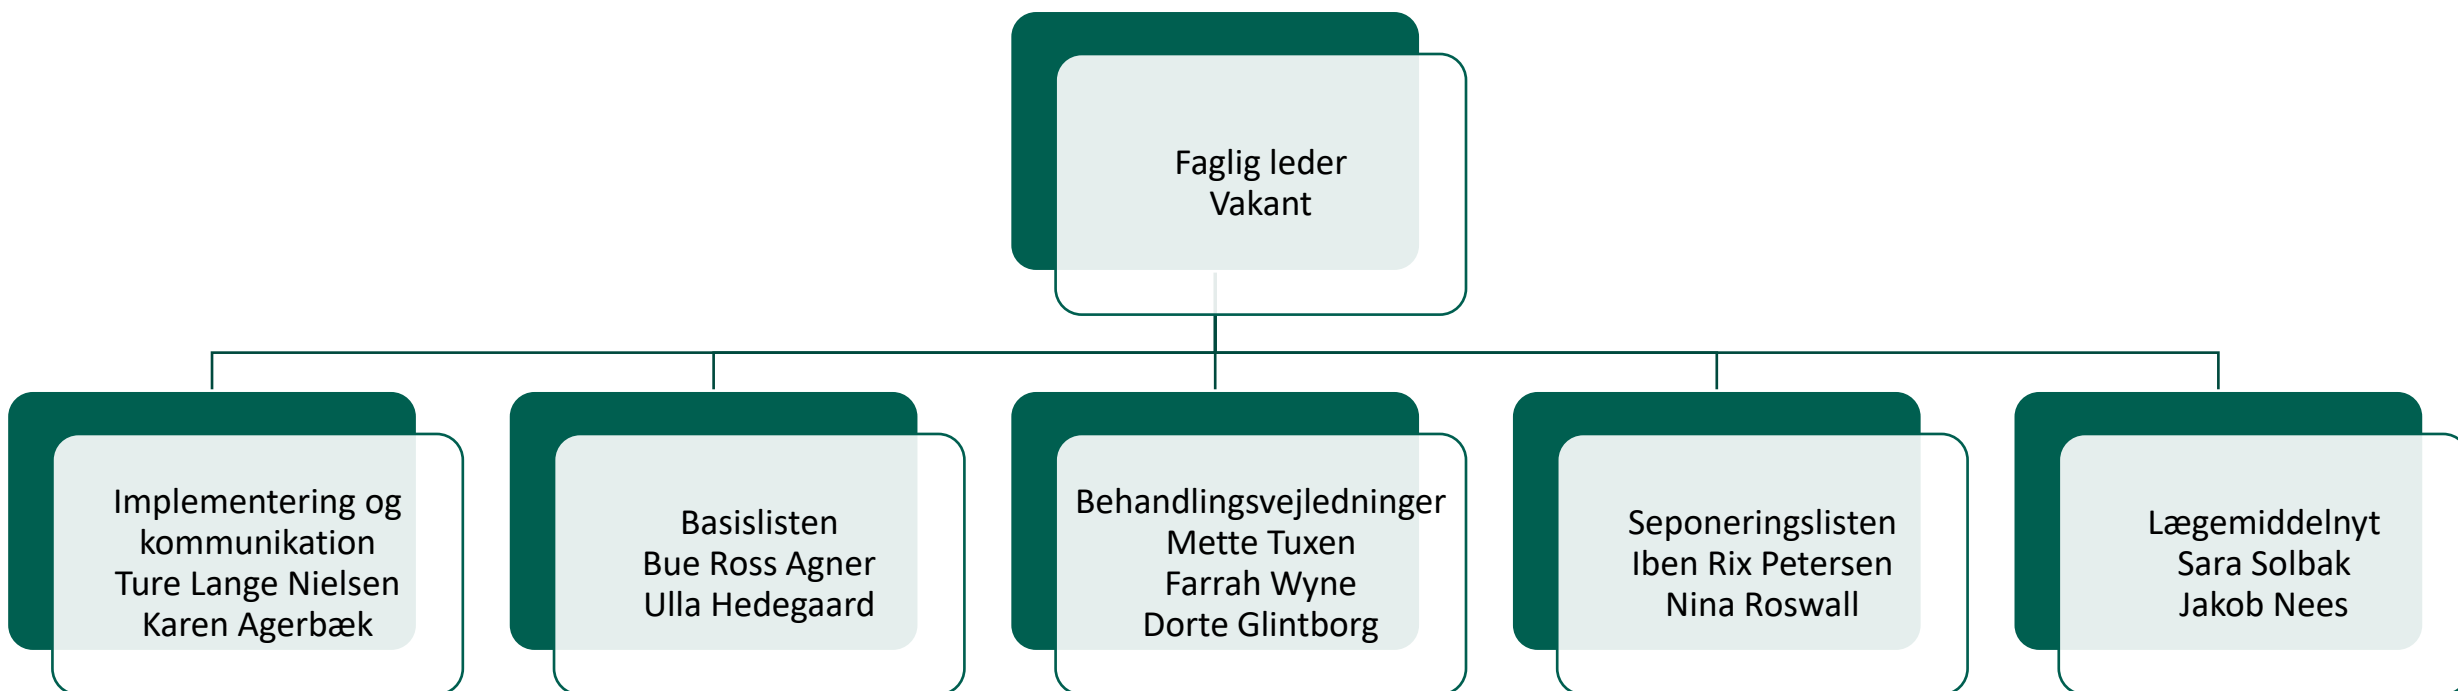 Faglig leder
Vakant
Implementering og
kommunikation
Ture Lange Nielsen
Karen Agerbæk
Basislisten
Bue Ross Agner
Ulla Hedegaard
Behandlingsvejledninger
Mette Tuxen
Farrah Wyne
Dorte Glintborg
Seponeringslisten
Iben Rix Petersen
Nina Roswall
Lægemiddelnyt
Sara Solbak
Jakob Nees